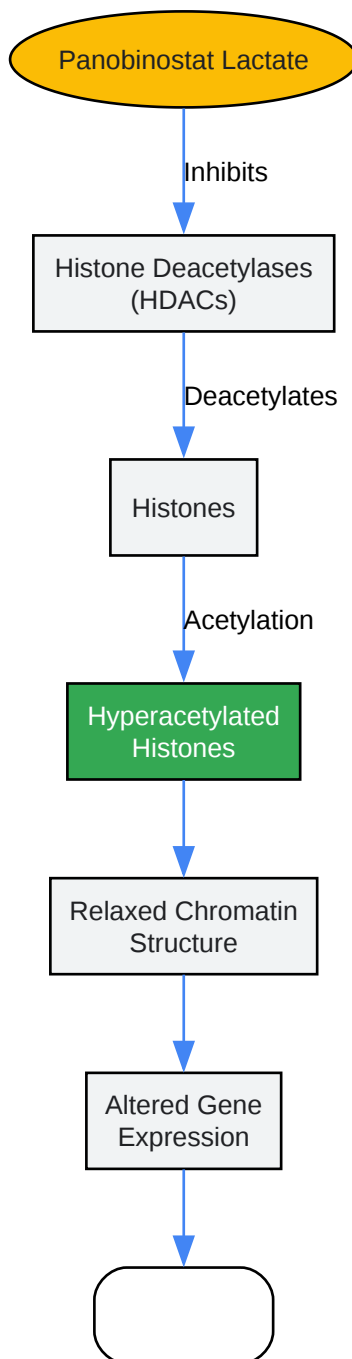 Panobinostat Lactate
Inhibits
Histone Deacetylases
(HDACs)
Deacetylates
Histones
Acetylation
Hyperacetylated
Histones
Relaxed Chromatin
Structure
Altered Gene
Expression